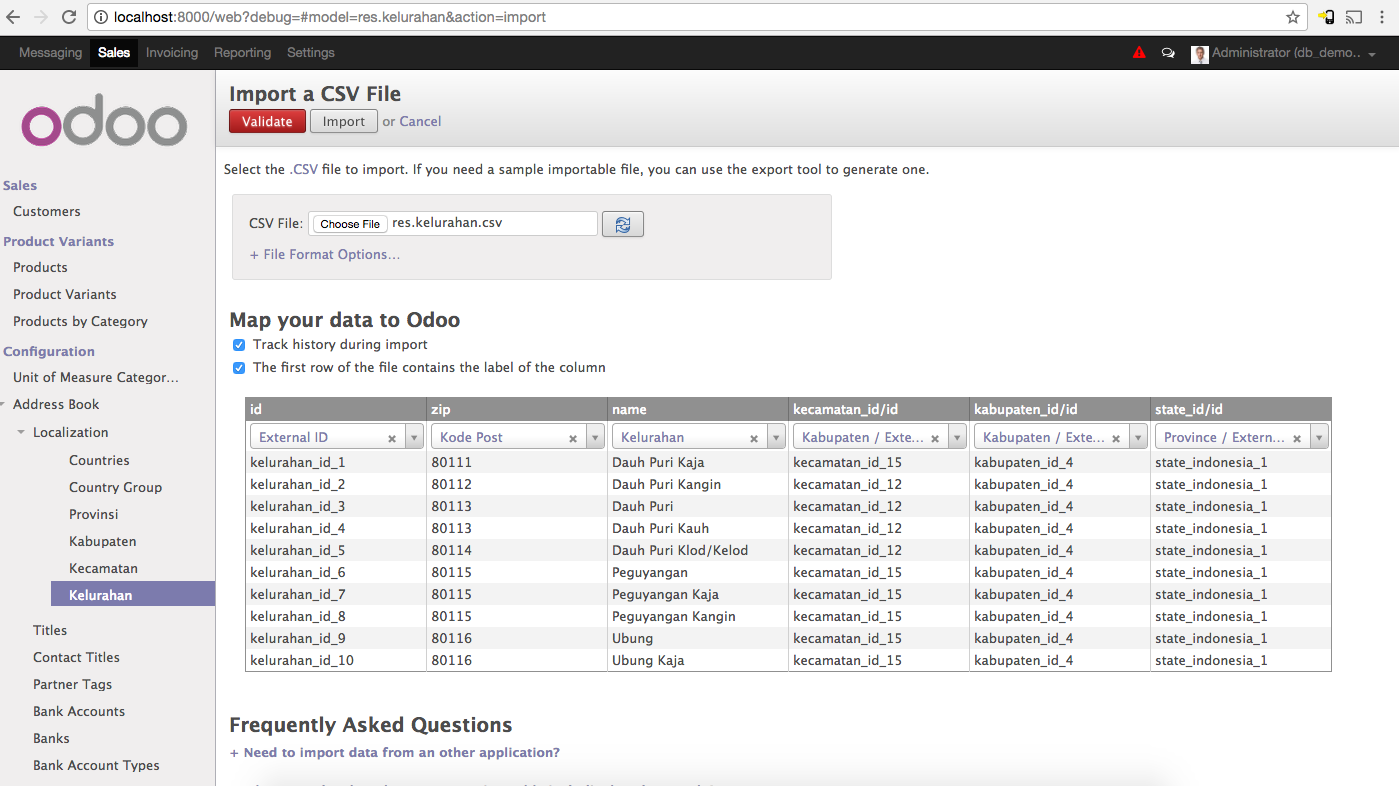 localhost:8000/web?debug=#model=res.kelurahan&action=import
Messaging Sales Invoicing Reporting Settings Administrator (db_demo..
odoo
Sales
Customers
Product Variants
Products
Product Variants
Products by Category
Configuration
Unit of Measure Categor...
Address Book
Localization
Countries
Country Group
Provinsi
Kabupaten
Kecamatan
Kelurahan
Titles
Contact Titles
Partner Tags
Bank Accounts
Banks
Bank Account Types
Import a CSV File
Validate Import or Cancel
Select the .CSV file to import. If you need a sample importable file, you can use the export tool to generate one.
CSV File: Choose File res.kelurahan.csv
+ File Format Options...
Map your data to Odoo
Track history during import
The first row of the file contains the label of the column
id zip name kecamatan_id/id kabupaten_id/id state_id/id
External ID Kode Post Kelurahan Kabupaten / Exte... Kabupaten / Exte... Province / Extern...
kelurahan_id_1 80111 Dauh Puri Kaja kecamatan_id_15 kabupaten_id_4 state_indonesia_1
kelurahan_id_2 80112 Dauh Puri Kangin kecamatan_id_12 kabupaten_id_4 state_indonesia_1
kelurahan_id_3 80113 Dauh Puri kecamatan_id_12 kabupaten_id_4 state_indonesia_1
kelurahan_id_4 80113 Dauh Puri Kauh kecamatan_id_12 kabupaten_id_4 state_indonesia_1
kelurahan_id_5 80114 Dauh Puri Klod/Kelod kecamatan_id_12 kabupaten_id_4 state_indonesia_1
kelurahan_id_6 80115 Peguyangan kecamatan_id_15 kabupaten_id_4 state_indonesia_1
kelurahan_id_7 80115 Peguyangan Kaja kecamatan_id_15 kabupaten_id_4 state_indonesia_1
kelurahan_id_8 80115 Peguyangan Kangin kecamatan_id_15 kabupaten_id_4 state_indonesia_1
kelurahan_id_9 80116 Ubung kecamatan_id_15 kabupaten_id_4 state_indonesia_1
kelurahan_id_10 80116 Ubung Kaja kecamatan_id_15 kabupaten_id_4 state_indonesia_1
Frequently Asked Questions
+ Need to import data from an other application?